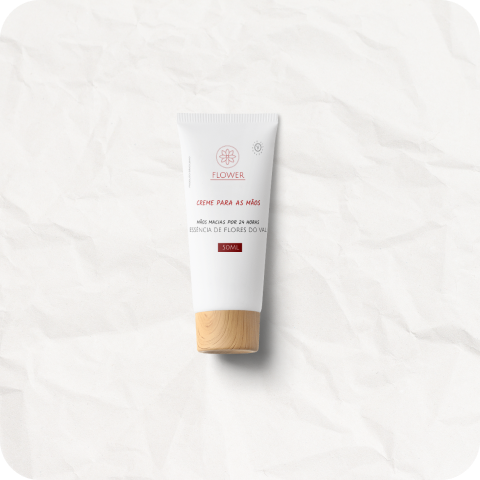 FLOWER
CREME PARA AS MÃOS
MÃOS MACIAS POR 24 HORAS
ESSÊNCIA DE FLORES DO VAL
50ML